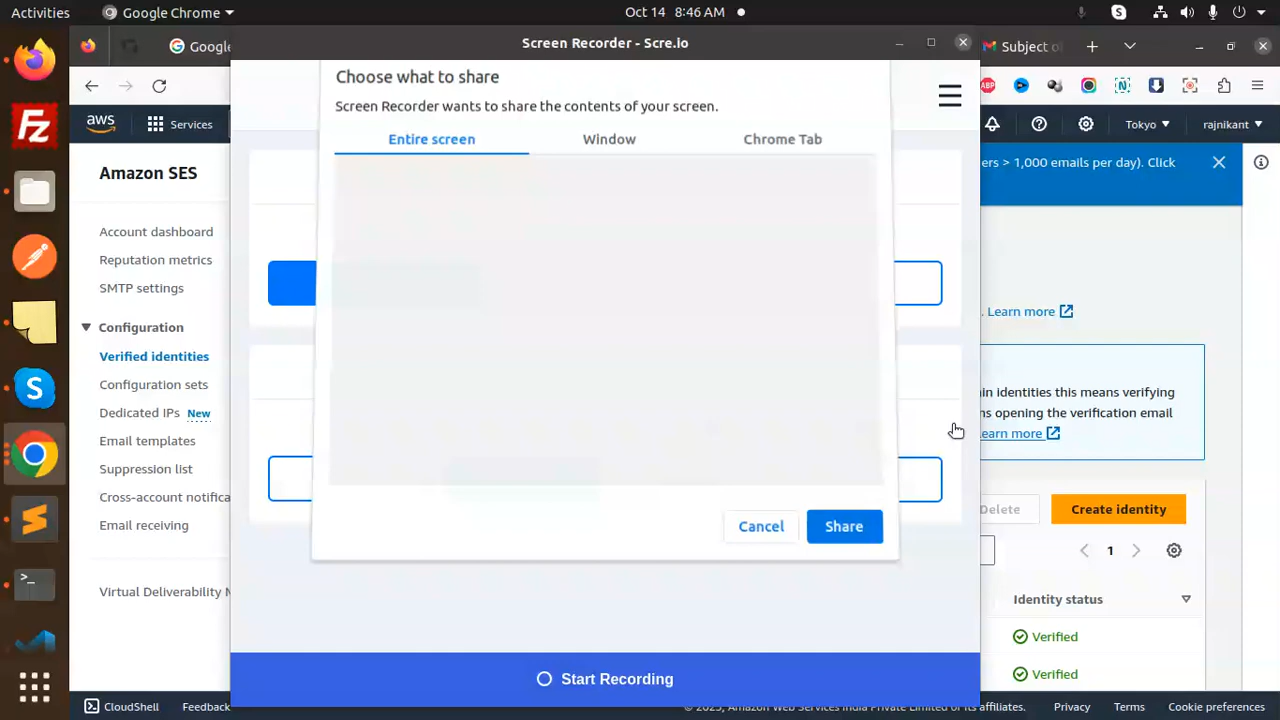 Activities
Google Chrome
Oct 14 8:46 AM
Googl
Screen Recorder - Scre.io
Subject of
aws
Services
Tokyo
rajnikant
Amazon SES
Account dashboard
Reputation metrics
SMTP settings
Configuration
Verified identities
Configuration sets
Dedicated IPs New
Email templates
Suppression list
Cross-account notifica
Email receiving
Virtual Deliverability M
Choose what to share
Screen Recorder wants to share the contents of your screen.
Entire screen
Window
Chrome Tab
Cancel
Share
Start Recording
ers > 1,000 emails per day). Click
. Learn more
in identities this means verifying
ns opening the verification email
earn more
Delete
Create identity
1
Identity status
Verified
Verified
CloudShell
Feedback
© 2023, Amazon Web Services India Private Limited or its affiliates.
Privacy
Terms
Cookie preferences